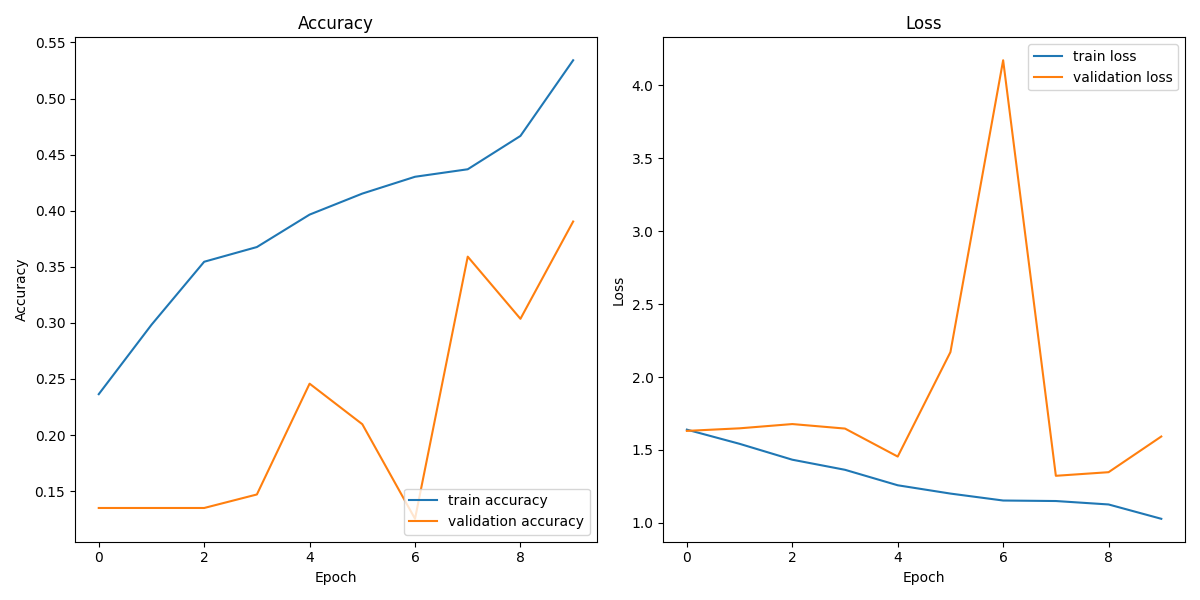 Accuracy
0.55
0.50
0.45
0.40
0.35
0.30
0.25
0.20
0.15
Accuracy
train accuracy
validation accuracy
0 2 4 6 8
Epoch
Loss
4.0
3.5
3.0
2.5
2.0
1.5
1.0
Loss
train loss
validation loss
0 2 4 6 8
Epoch